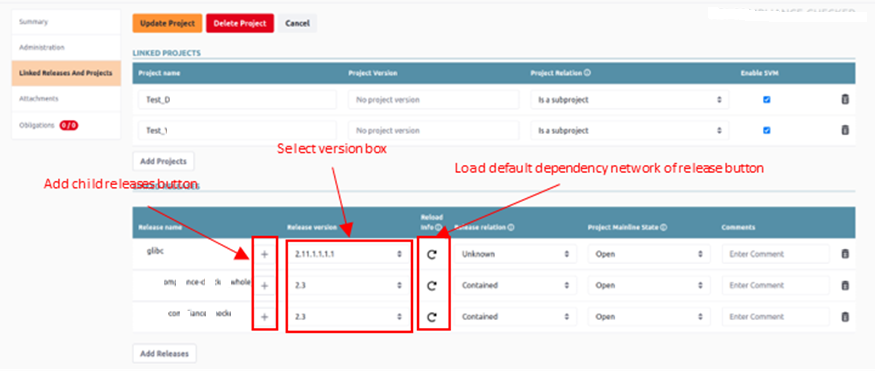 Summary
Administration
Linked Releases And Projects
Attachments
Obligations 0 / 0
Update Project Delete Project Cancel
LINKED PROJECTS
Project name Project Version Project Relation Enable SVM
Test_D No project version Is a subproject
Test_1 No project version Is a subproject
Add Projects
Select version box
Load default dependency network of release button
Add child releases button
Release name Release version Reload Info Release relation Project Mainline State Comments
glibc 2.11.1.1.1.1 Unknown Open Enter Comment
2.3 Contained Open Enter Comment
2.3 Contained Open Enter Comment
Add Releases